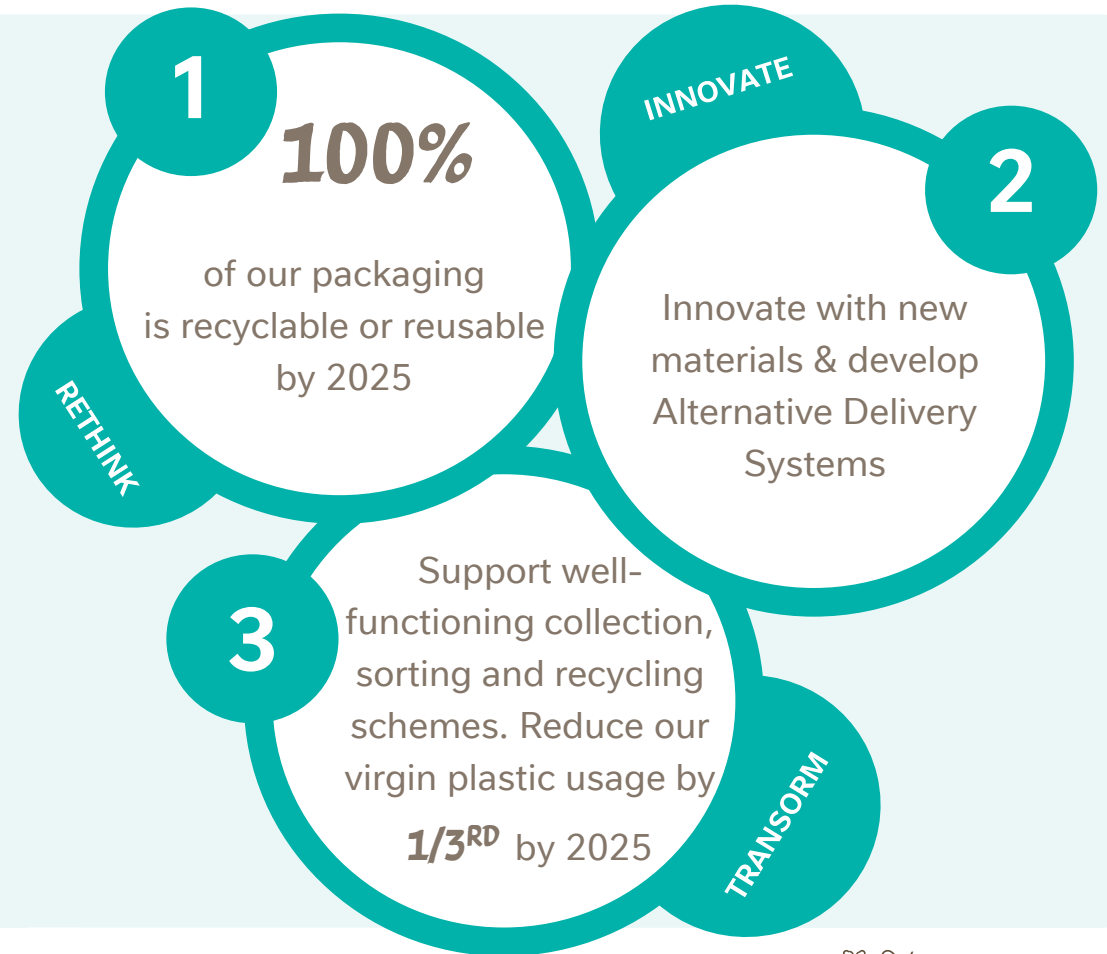 1
100%
of our packaging
is recyclable or reusable
by 2025
RETHINK
INNOVATE
2
Innovate with new
materials & develop
Alternative Delivery
Systems
3
Support well-
functioning collection,
sorting and recycling
schemes. Reduce our
virgin plastic usage by
1/3RD by 2025
TRANSORM